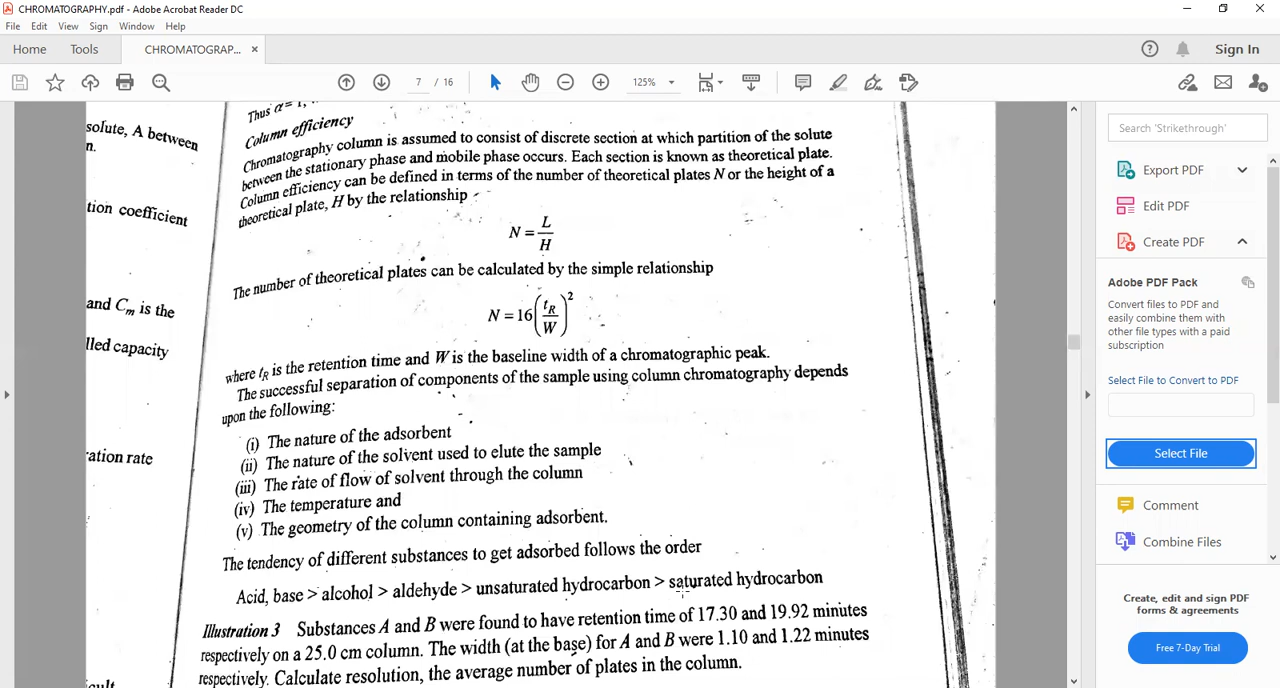 CHROMATOGRAPHY.pdf - Adobe Acrobat Reader DC
File Edit View Sign Window Help
Home Tools CHROMATOGRAP... × Sign In
7 / 16 125%
solute, A between
n.
tion coefficient
and Cm is the
lled capacity
ration rate
Thus α = 1,
Column efficiency
Chromatography column is assumed to consist of discrete section at which partition of the solute
between the stationary phase and mobile phase occurs. Each section is known as theoretical plate.
Column efficiency can be defined in terms of the number of theoretical plates N or the height of a
theoretical plate, H by the relationship
N = L/H
The number of theoretical plates can be calculated by the simple relationship
N = 16(tR/W)²
where tR is the retention time and W is the baseline width of a chromatographic peak.
The successful separation of components of the sample using column chromatography depends
upon the following:
(i) The nature of the adsorbent
(ii) The nature of the solvent used to elute the sample
(iii) The rate of flow of solvent through the column
(iv) The temperature and
(v) The geometry of the column containing adsorbent.
The tendency of different substances to get adsorbed follows the order
Acid, base > alcohol > aldehyde > unsaturated hydrocarbon > saturated hydrocarbon
Illustration 3 Substances A and B were found to have retention time of 17.30 and 19.92 minutes
respectively on a 25.0 cm column. The width (at the base) for A and B were 1.10 and 1.22 minutes
respectively. Calculate resolution, the average number of plates in the column.
Search 'Strikethrough'
Export PDF
Edit PDF
Create PDF
Adobe PDF Pack
Convert files to PDF and
easily combine them with
other file types with a paid
subscription
Select File to Convert to PDF
Select File
Comment
Combine Files
Create, edit and sign PDF
forms & agreements
Free 7-Day Trial